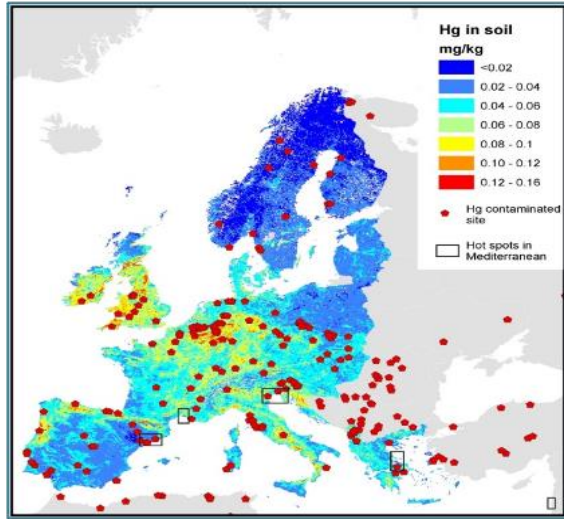 Hg in soil
mg/kg
<0.02
0.02 - 0.04
0.04 - 0.06
0.06 - 0.08
0.08 - 0.1
0.10 - 0.12
0.12 - 0.16
Hg contaminated
site
Hot spots in
Mediterranean